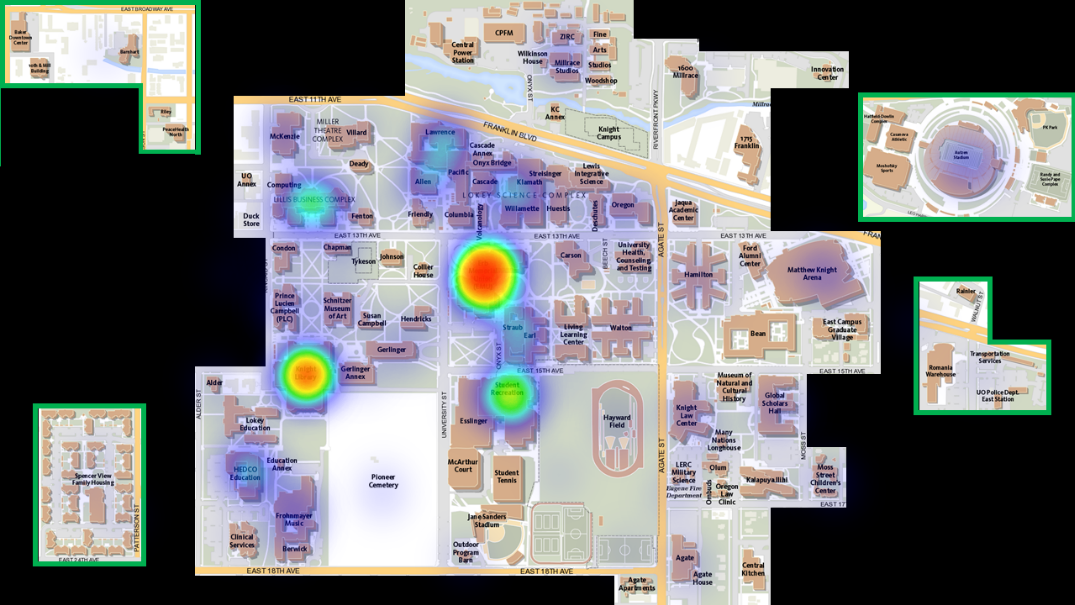 EAST BROADWAY AVE
Baker
Downtown
Center
Barnhart
Building
Riley
PeaceHealth
North
CPFM
Central
Power
Station
Wilkinson
House
ZIRC
Millrace
Studios
Fine
Arts
Studios
Woodshop
ONYX ST
KC
Annex
Knight
Campus
RIVERFRONT PKWY
1600
Millrace
Innovation
Center
1715
Franklin
EAST 11TH AVE
FRANKLIN BLVD
McKenzie
MILLER
THEATRE
COMPLEX
Villard
Deady
UO
Annex
Computing
LILLIS BUSINESS COMPLEX
Duck
Store
Fenton
Lawrence
Cascade
Annex
Onyx Bridge
Pacific
Allen
Cascade
Streisinger
Klamath
Lewis
Integrative
Science
LOKEY SCIENCE COMPLEX
Friendly
Columbia
Volcanology
Willamette
Huestis
Deschutes
Oregon
Jaqua
Academic
Center
EAST 13TH AVE
EAST 13TH AVE
EAST 13TH AVE
AGATE ST
BEECH ST
Condon
Chapman
Tykeson
Johnson
Collier
House
Carson
University
Health,
Counseling
and Testing
Hamilton
Ford
Alumni
Center
Matthew Knight
Arena
Prince
Lucien
Campbell
(PLC)
Schnitzer
Museum
of Art
Susan
Campbell
Hendricks
Straub
Earl
Living
Learning
Center
Walton
Bean
East Campus
Graduate
Village
Gerlinger
Gerlinger
Annex
ONYX ST
EAST 15TH AVE
EAST 15TH AVE
Alder
ALDER ST
Lokey
Education
Student
Recreation
UNIVERSITY ST
Esslinger
Hayward
Field
Museum of
Natural and
Cultural
History
Knight
Law
Center
Global
Scholars
Hall
Many
Nations
Longhouse
MOSS ST
AGATE ST
HEDCO
Education
Education
Annex
Pioneer
Cemetery
McArthur
Court
Student
Tennis
LERC
Military
Science
Eugene Fire
Department
Olum
Ombuds
Oregon
Law
Clinic
Kalapuya Ilihi
Moss
Street
Children's
Center
EAST 17
Frohnmayer
Music
Clinical
Services
Berwick
Jane Sanders
Stadium
Outdoor
Program
Barn
EAST 18TH AVE
EAST 18TH AVE
Agate
Agate
House
Central
Kitchen
Agate
Apartments
Spencer View
Family Housing
PATTERSON ST
EAST 24TH AVE
Hatfield-Dowlin
Complex
Casanova
Athletic
Moshofsky
Sports
Autzen
Stadium
PK Park
Rainier
WALNUT ST
Romania
Warehouse
Transportation
Services
UO Police Dept.
East Station